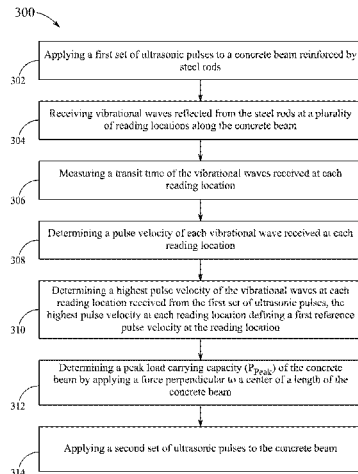 300
Applying a first set of ultrasonic pulses to a concrete beam reinforced by
steel rods
302
Receiving vibrational waves reflected from the steel rods at a plurality
of reading locations along the concrete beam
304
Measuring a transit time of the vibrational waves received at each
reading location
306
Determining a pulse velocity of each vibrational wave received at each
reading location
308
Determining a highest pulse velocity of the vibrational waves at each
reading location received from the first set of ultrasonic pulses, the
highest pulse velocity at each reading location defining a first reference
pulse velocity at the reading location
310
Determining a peak load carrying capacity (PPeak) of the concrete
beam by applying a force perpendicular to a center of a length of the
concrete beam
312
Applying a second set of ultrasonic pulses to the concrete beam
314